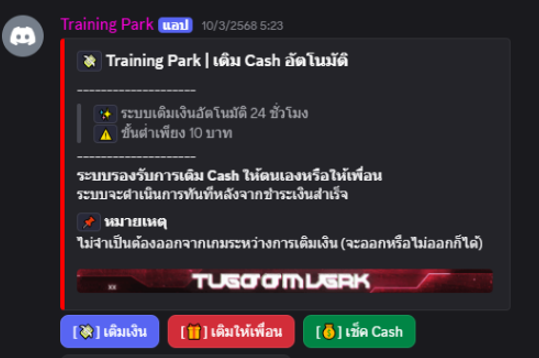 Training Park แอป 10/3/2568 5:23
Training Park | เติม Cash อัตโนมัติ
--------------------
ระบบเติมเงินอัตโนมัติ 24 ชั่วโมง
ขั้นต่ำเพียง 10 บาท
--------------------
ระบบรองรับการเติม Cash ให้ตนเองหรือให้เพื่อน
ระบบจะดำเนินการทันทีหลังจากชำระเงินสำเร็จ
หมายเหตุ
ไม่จำเป็นต้องออกจากเกมระหว่างการเติมเงิน (จะออกหรือไม่ออกก็ได้)
[💸] เติมเงิน [🎁] เติมให้เพื่อน [💰] เช็ค Cash